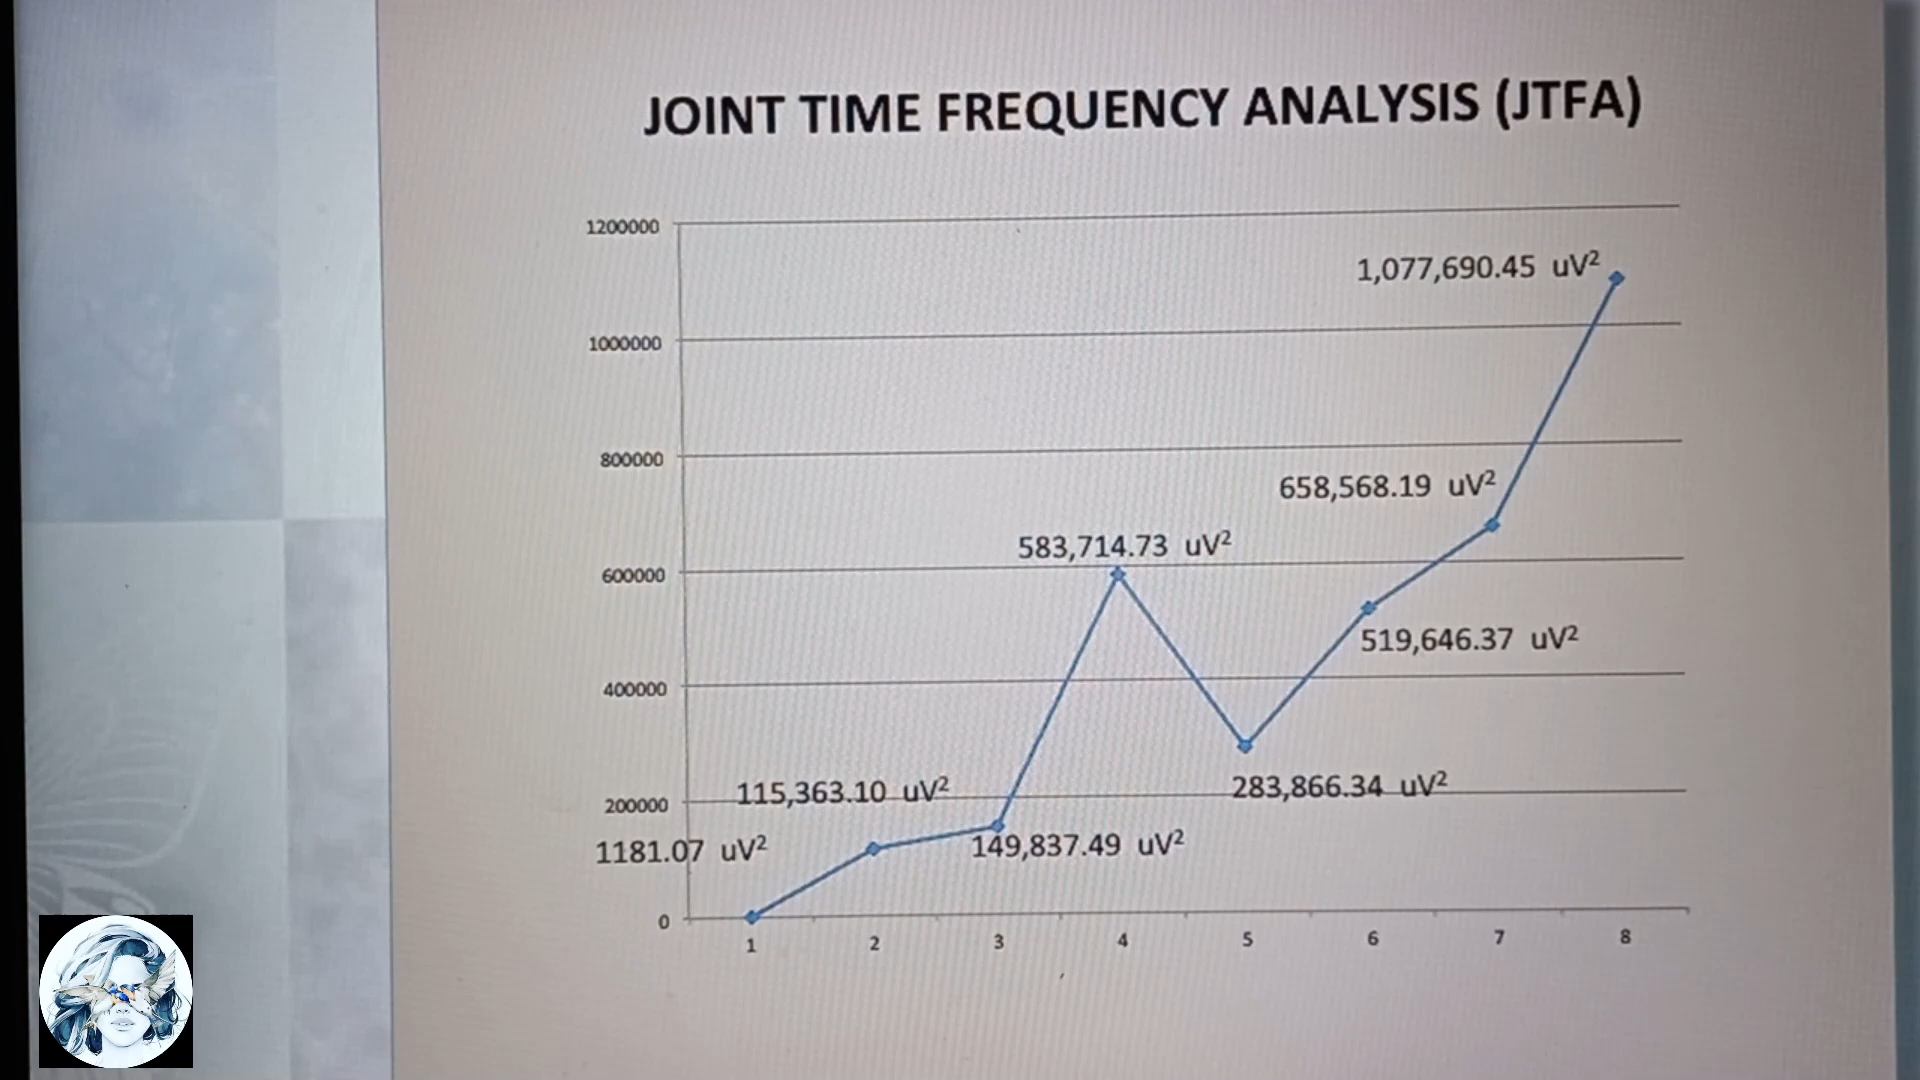 JOINT TIME FREQUENCY ANALYSIS (JTFA)
1200000
1,077,690.45 uV²
1000000
800000
658,568.19 uV²
583,714.73 uV²
600000
519,646.37 uV²
400000
115,363.10 uV²
283,866.34 uV²
200000
1181.07 uV²
149,837.49 uV²
0
1 2 3 4 5 6 7 8